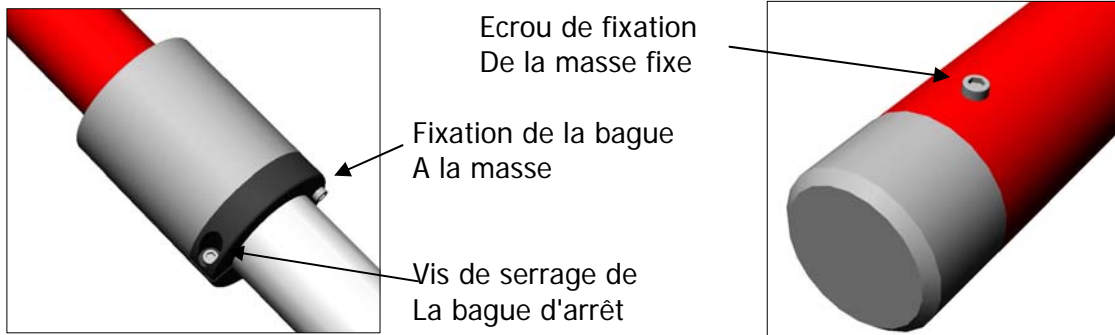 Ecrou de fixation
De la masse fixe
Fixation de la bague
A la masse
Vis de serrage de
La bague d'arrêt